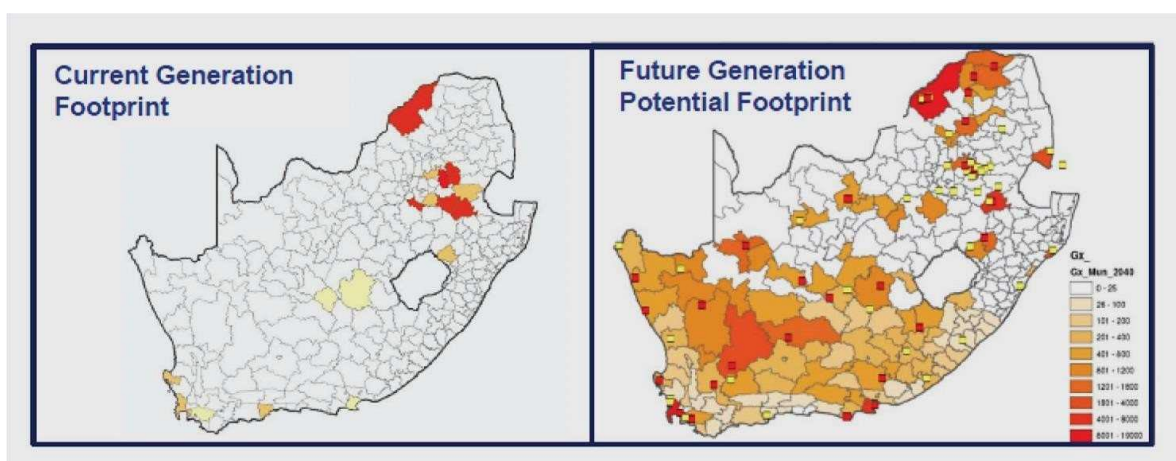 Current Generation
Footprint
Future Generation
Potential Footprint
Gx_
Gx_Mun_2040
0 - 25
26 - 100
101 - 200
201 - 400
401 - 800
801 - 1200
1201 - 1600
1601 - 4000
4001 - 8000
8001 - 19000